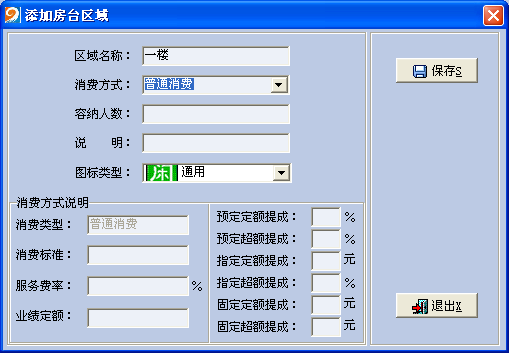 添加房台区域
区域名称： 一楼
消费方式： 普通消费
容纳人数：
说 明：
图标类型： 通用
保存S
消费方式说明
消费类型： 普通消费
消费标准：
服务费率： %
业绩定额：
预定定额提成： %
预定超额提成： %
指定定额提成： 元
指定超额提成： %
固定定额提成： 元
固定超额提成： 元
退出X